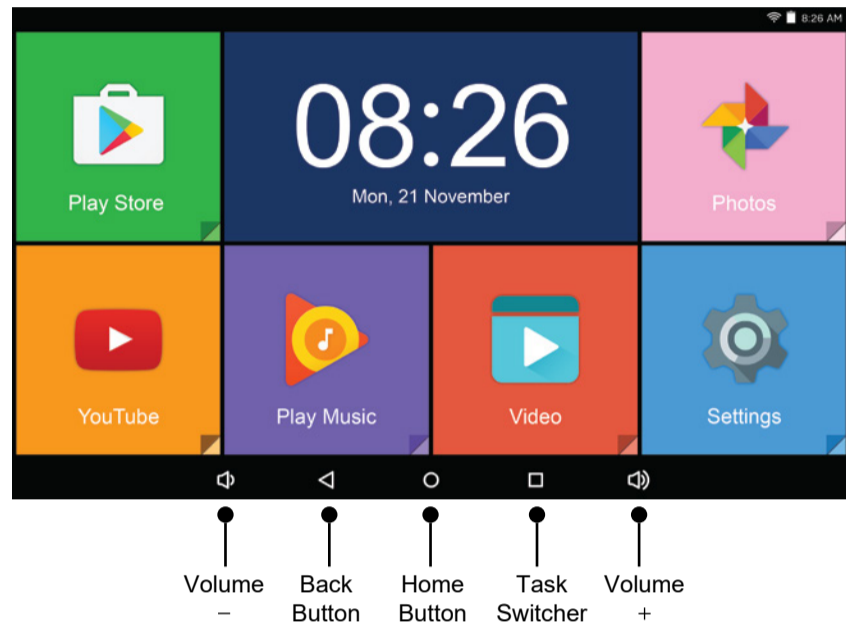 8:26 AM
08:26
Mon, 21 November
Play Store
Photos
YouTube
Play Music
Video
Settings
Volume
−
Back
Button
Home
Button
Task
Switcher
Volume
+